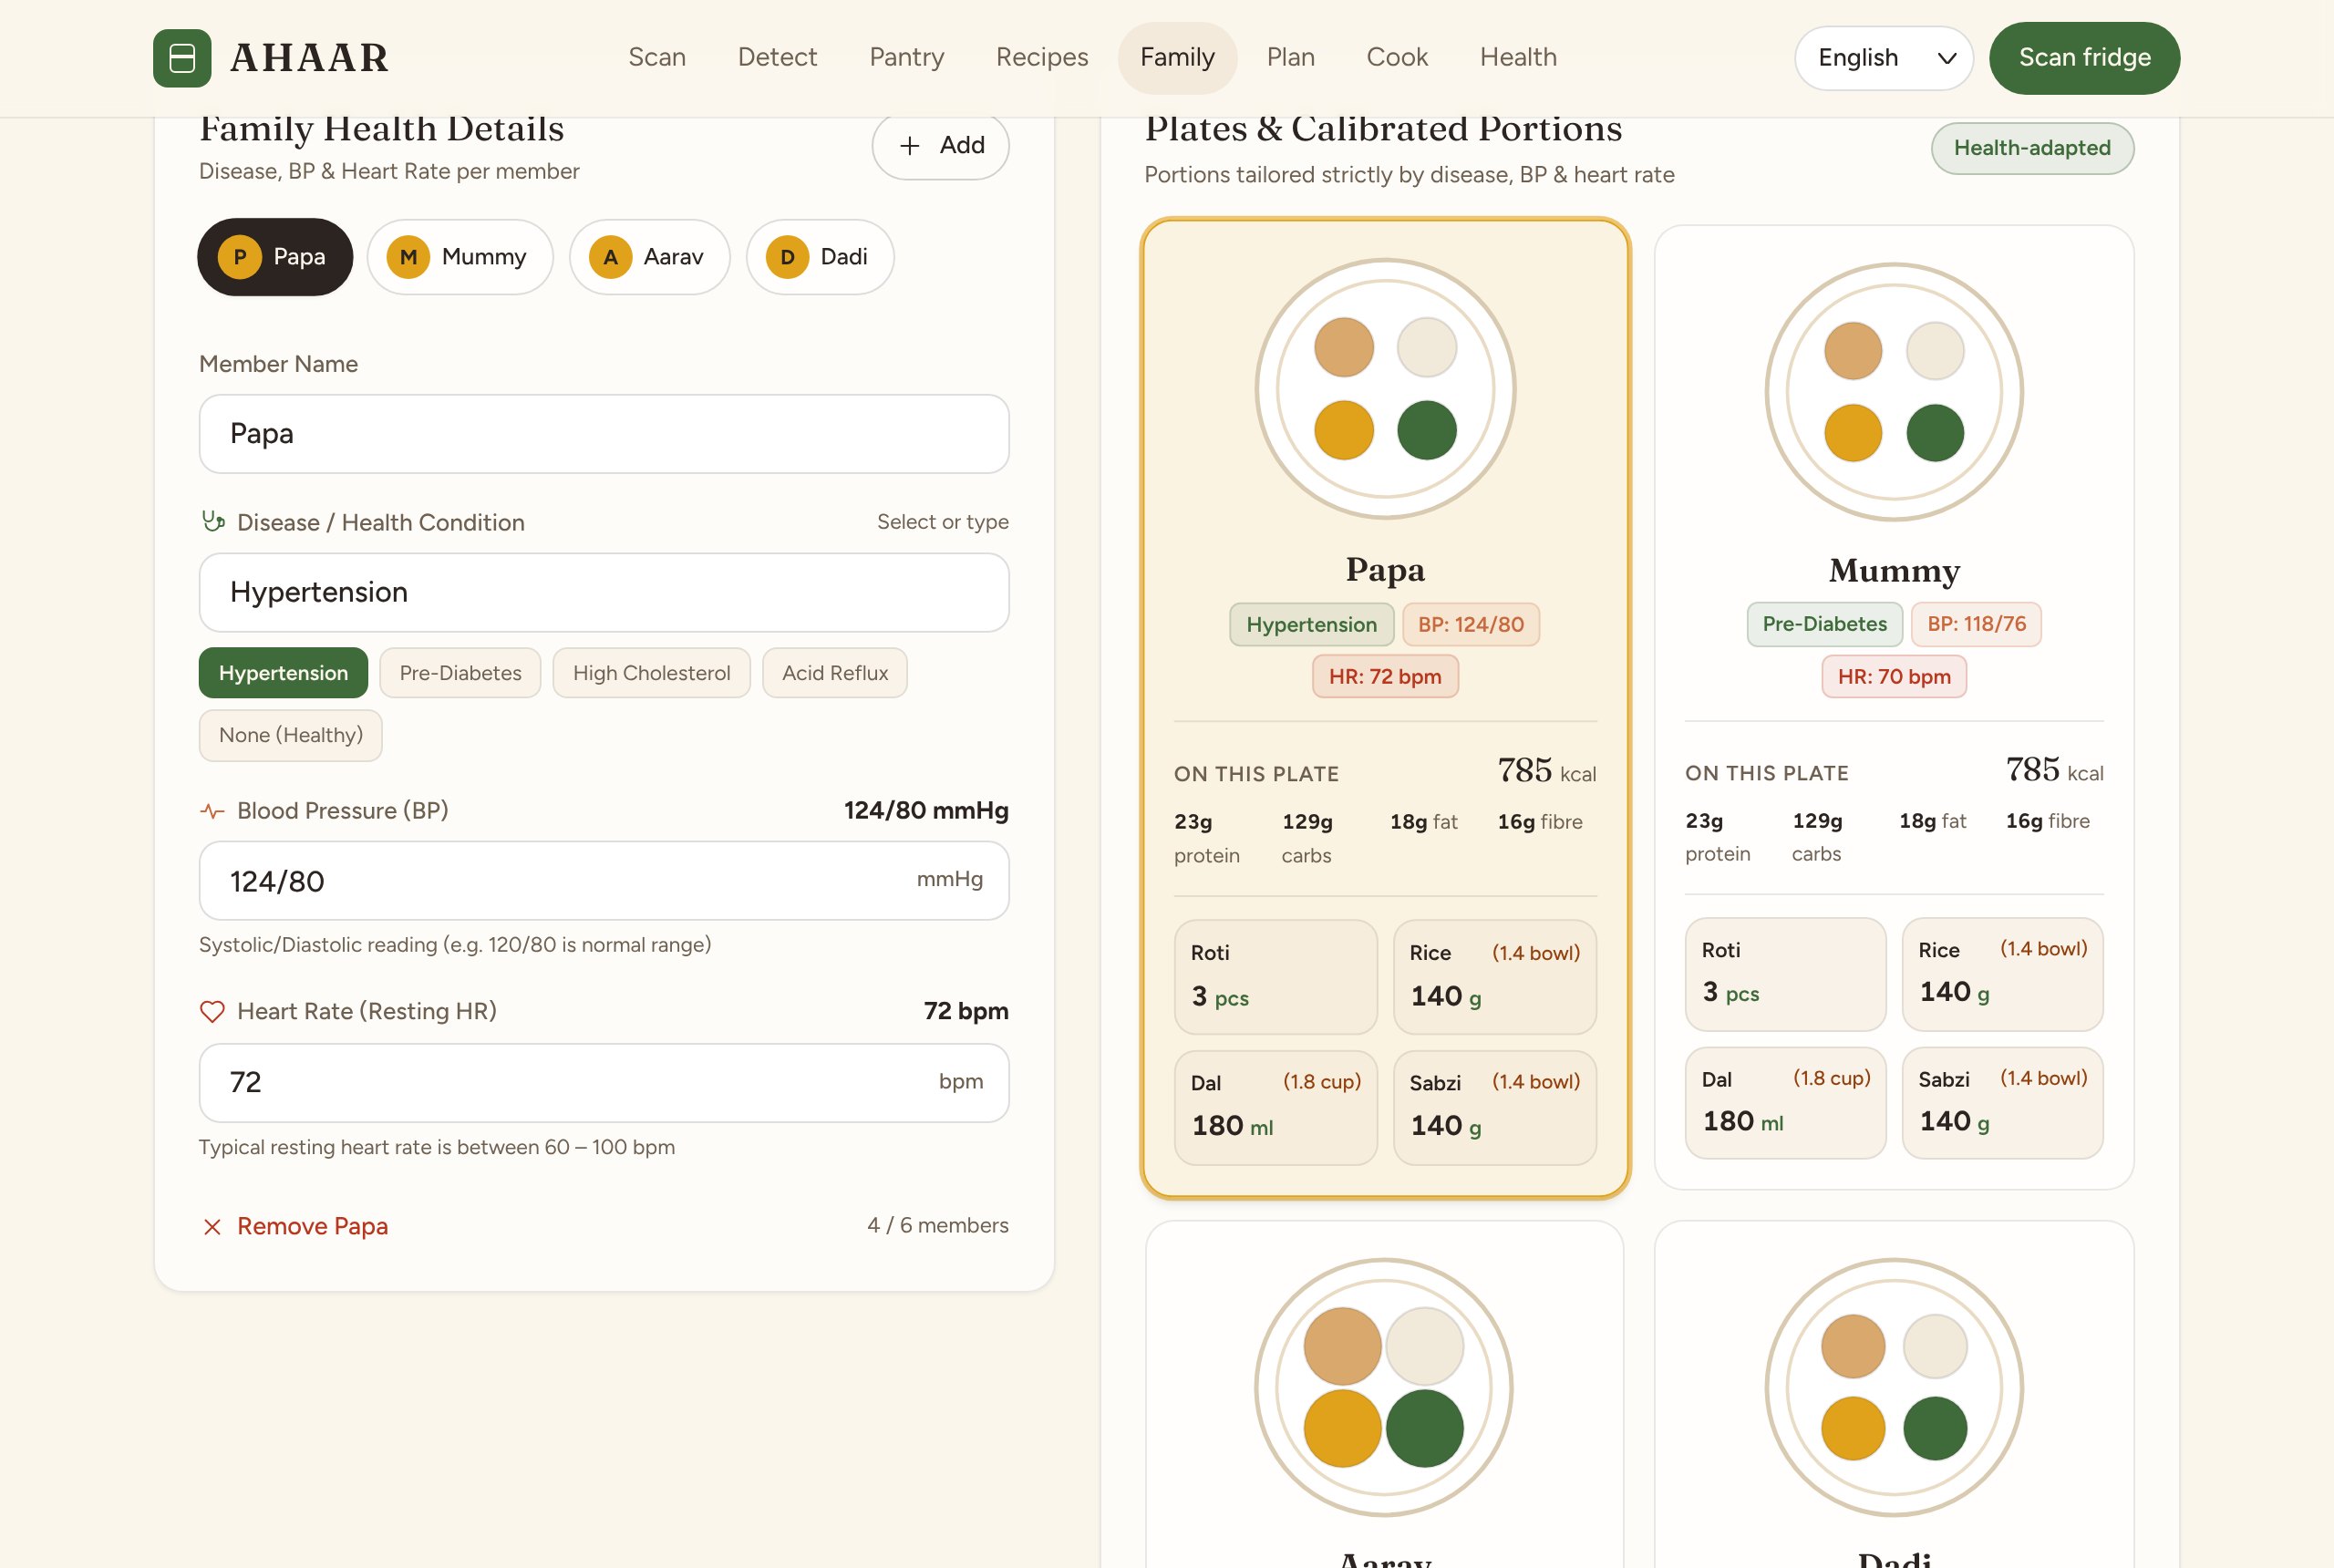 AHAAR
Scan Detect Pantry Recipes Family Plan Cook Health
English
Scan fridge
Family Health Details
Disease, BP & Heart Rate per member
Add
P Papa
M Mummy
A Aarav
D Dadi
Member Name
Papa
Disease / Health Condition
Select or type
Hypertension
Hypertension
Pre-Diabetes
High Cholesterol
Acid Reflux
None (Healthy)
Blood Pressure (BP)
124/80 mmHg
124/80
mmHg
Systolic/Diastolic reading (e.g. 120/80 is normal range)
Heart Rate (Resting HR)
72 bpm
72
bpm
Typical resting heart rate is between 60 – 100 bpm
Remove Papa
4 / 6 members
Plates & Calibrated Portions
Portions tailored strictly by disease, BP & heart rate
Health-adapted
Papa
Hypertension
BP: 124/80
HR: 72 bpm
ON THIS PLATE
785 kcal
23g protein
129g carbs
18g fat
16g fibre
Roti
3 pcs
Rice (1.4 bowl)
140 g
Dal (1.8 cup)
180 ml
Sabzi (1.4 bowl)
140 g
Mummy
Pre-Diabetes
BP: 118/76
HR: 70 bpm
ON THIS PLATE
785 kcal
23g protein
129g carbs
18g fat
16g fibre
Roti
3 pcs
Rice (1.4 bowl)
140 g
Dal (1.8 cup)
180 ml
Sabzi (1.4 bowl)
140 g
Aarav
Dadi